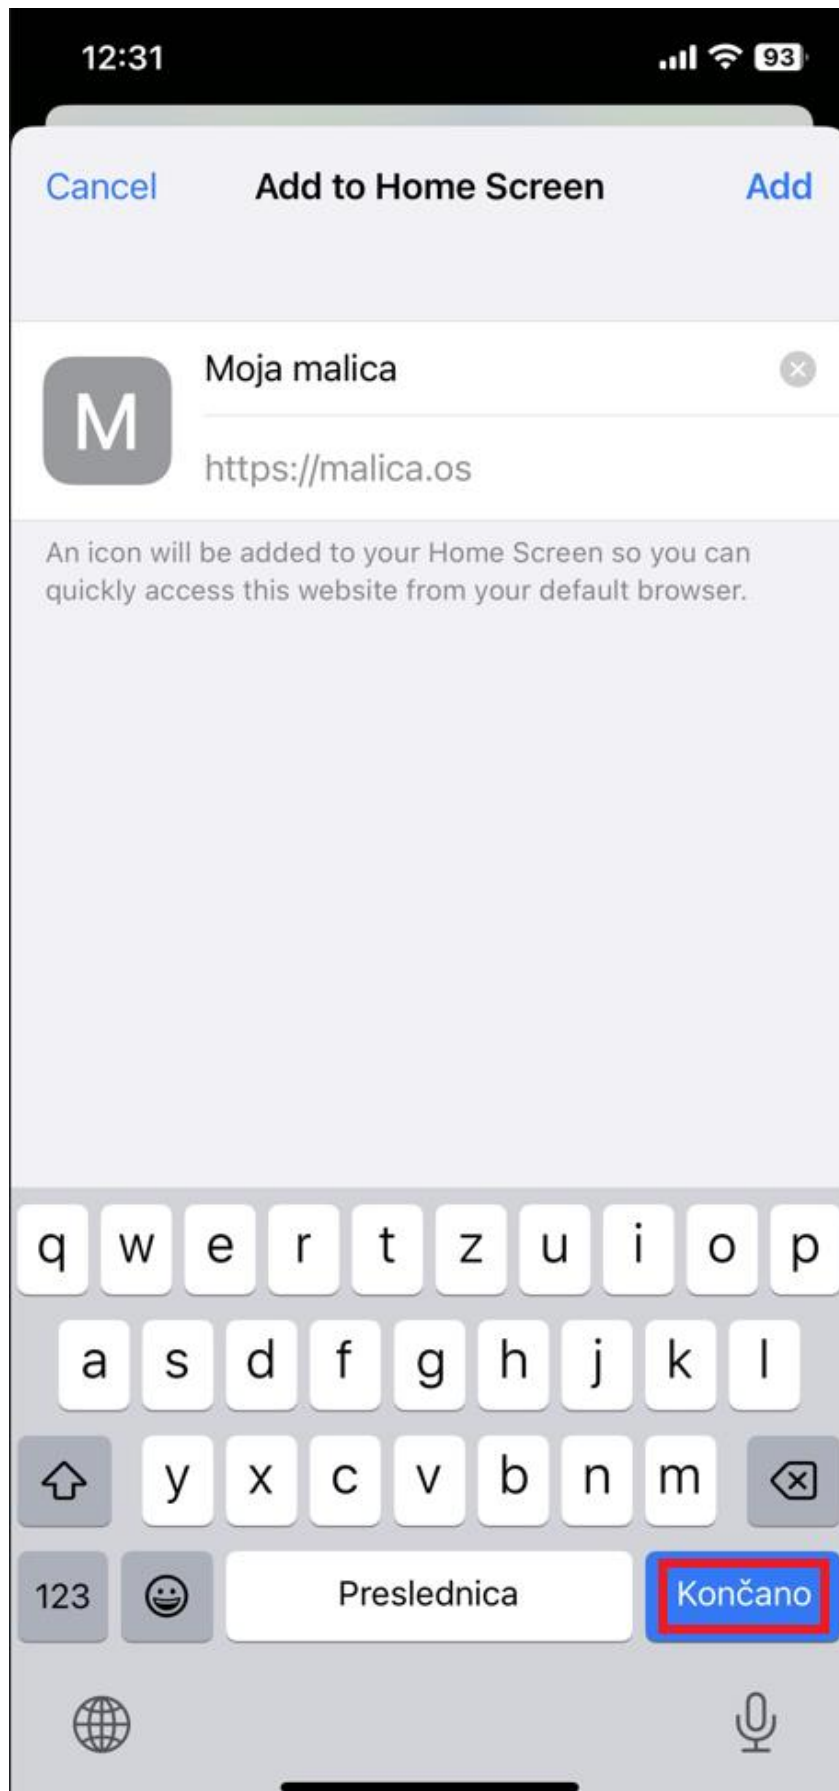 12:31
93
Cancel
Add to Home Screen
Add
M
Moja malica
https://malica.os
An icon will be added to your Home Screen so you can
quickly access this website from your default browser.
q w e r t z u i o p
a s d f g h j k l
y x c v b n m
123 Preslednica Končano